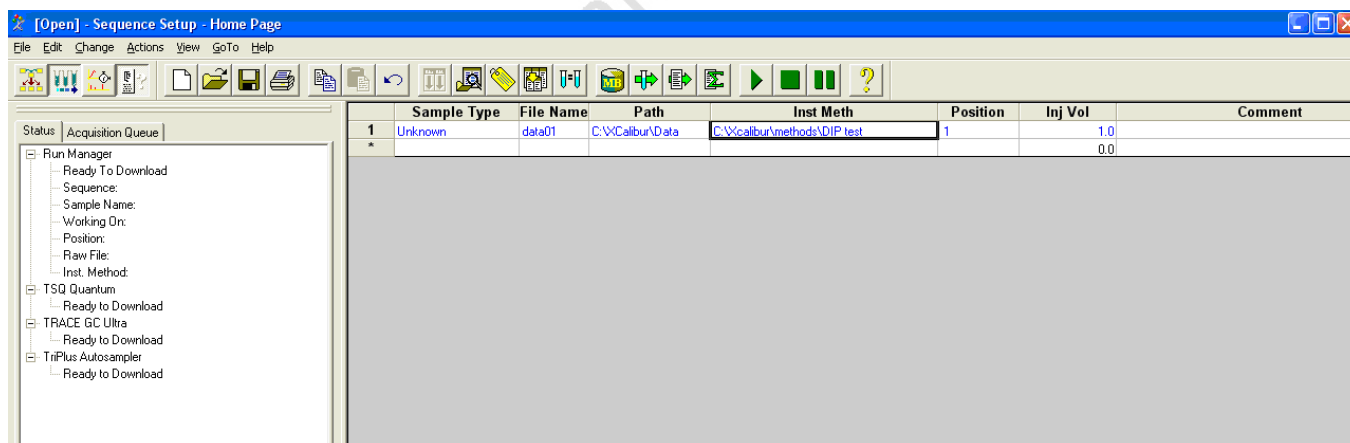 [Open] - Sequence Setup - Home Page
File Edit Change Actions View GoTo Help
Status Acquisition Queue
Run Manager
Ready To Download
Sequence:
Sample Name:
Working On:
Position:
Raw File:
Inst. Method:
TSQ Quantum
Ready to Download
TRACE GC Ultra
Ready to Download
TriPlus Autosampler
Ready to Download
Sample Type File Name Path Inst Meth Position Inj Vol Comment
1 Unknown data01 C:\XCalibur\Data C:\Xcalibur\methods\DIP test 1 1.0
* 0.0